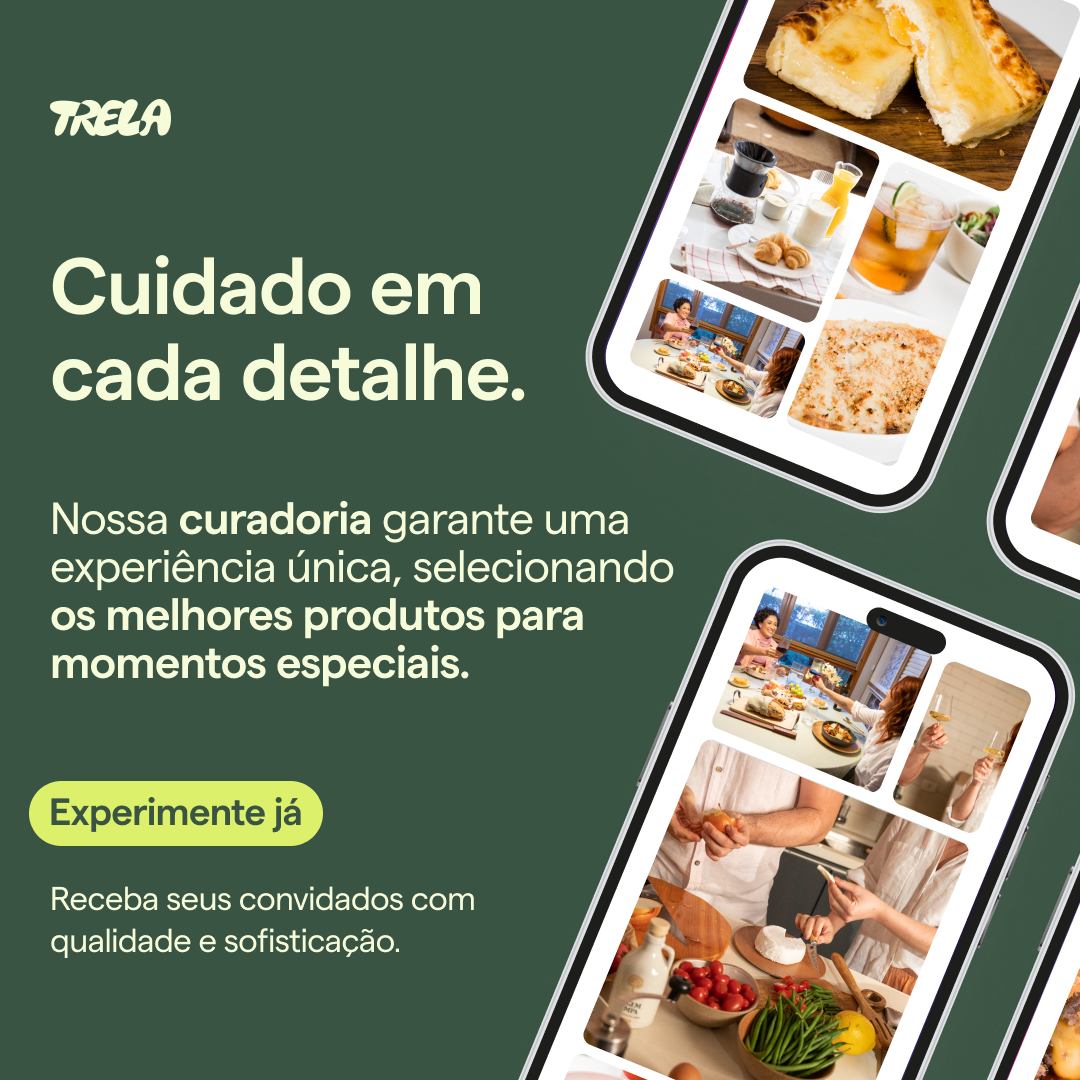 TRELA
Cuidado em
cada detalhe.
Nossa curadoria garante uma
experiência única, selecionando
os melhores produtos para
momentos especiais.
Experimente já
Receba seus convidados com
qualidade e sofisticação.